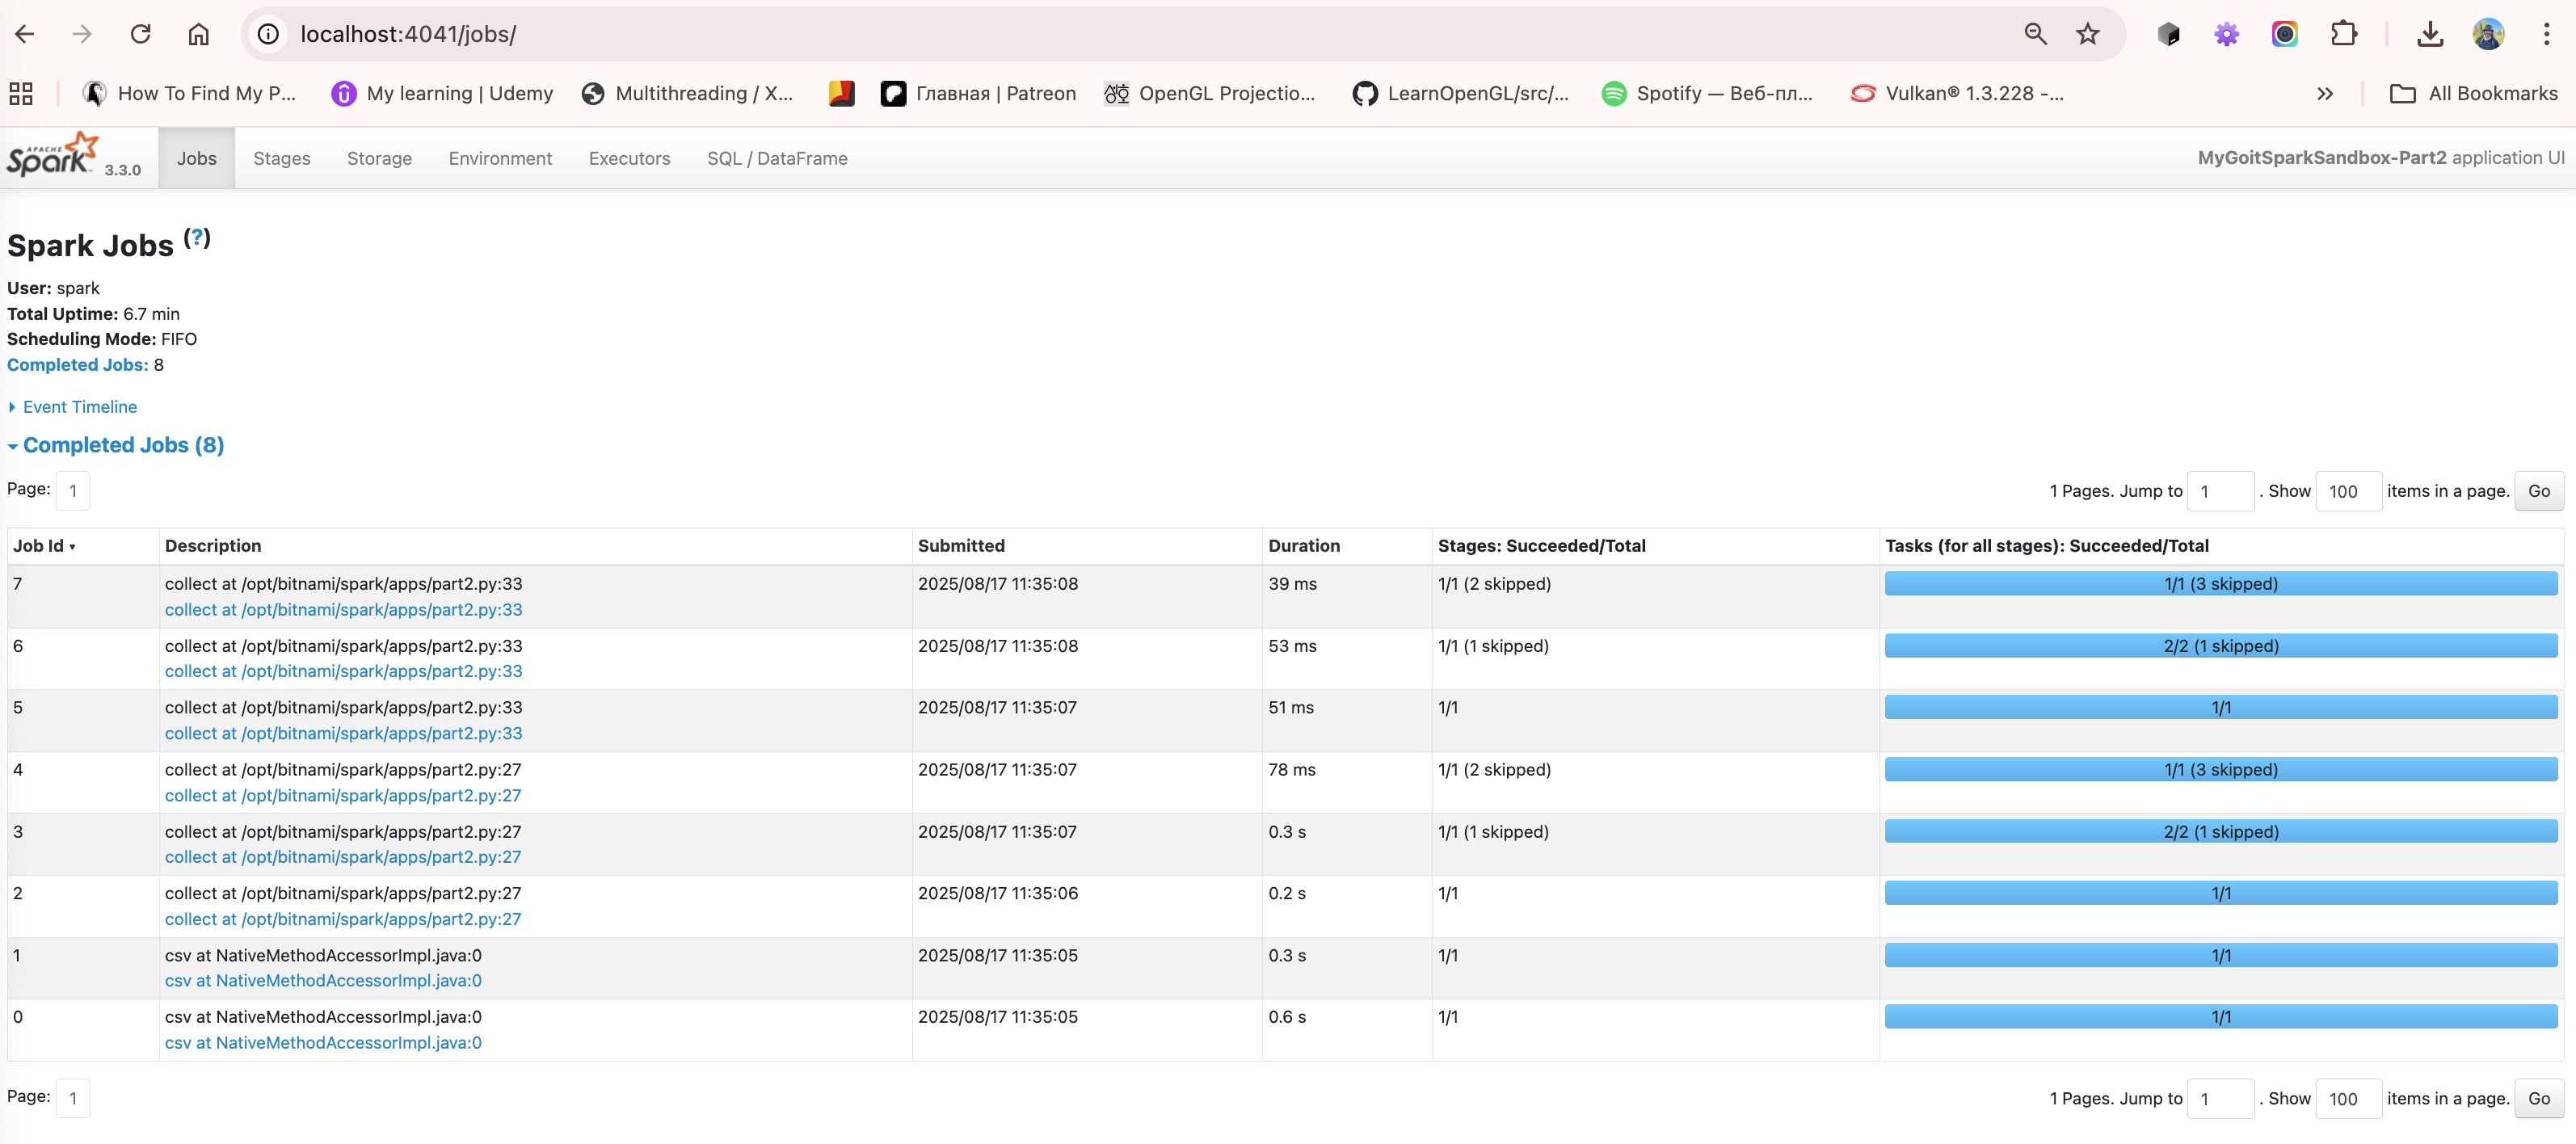 localhost:4041/jobs/
How To Find My P... My learning | Udemy Multithreading / X... Главная | Patreon OpenGL Projectio... LearnOpenGL/src/... Spotify — Веб-пл... Vulkan® 1.3.228 -... » All Bookmarks
APACHE Spark 3.3.0 Jobs Stages Storage Environment Executors SQL / DataFrame MyGoitSparkSandbox-Part2 application UI
Spark Jobs (?)
User: spark
Total Uptime: 6.7 min
Scheduling Mode: FIFO
Completed Jobs: 8
Event Timeline
Completed Jobs (8)
Page: 1 1 Pages. Jump to 1 . Show 100 items in a page. Go
Job Id ▾ Description Submitted Duration Stages: Succeeded/Total Tasks (for all stages): Succeeded/Total
7 collect at /opt/bitnami/spark/apps/part2.py:33 2025/08/17 11:35:08 39 ms 1/1 (2 skipped) 1/1 (3 skipped)
collect at /opt/bitnami/spark/apps/part2.py:33
6 collect at /opt/bitnami/spark/apps/part2.py:33 2025/08/17 11:35:08 53 ms 1/1 (1 skipped) 2/2 (1 skipped)
collect at /opt/bitnami/spark/apps/part2.py:33
5 collect at /opt/bitnami/spark/apps/part2.py:33 2025/08/17 11:35:07 51 ms 1/1 1/1
collect at /opt/bitnami/spark/apps/part2.py:33
4 collect at /opt/bitnami/spark/apps/part2.py:27 2025/08/17 11:35:07 78 ms 1/1 (2 skipped) 1/1 (3 skipped)
collect at /opt/bitnami/spark/apps/part2.py:27
3 collect at /opt/bitnami/spark/apps/part2.py:27 2025/08/17 11:35:07 0.3 s 1/1 (1 skipped) 2/2 (1 skipped)
collect at /opt/bitnami/spark/apps/part2.py:27
2 collect at /opt/bitnami/spark/apps/part2.py:27 2025/08/17 11:35:06 0.2 s 1/1 1/1
collect at /opt/bitnami/spark/apps/part2.py:27
1 csv at NativeMethodAccessorImpl.java:0 2025/08/17 11:35:05 0.3 s 1/1 1/1
csv at NativeMethodAccessorImpl.java:0
0 csv at NativeMethodAccessorImpl.java:0 2025/08/17 11:35:05 0.6 s 1/1 1/1
csv at NativeMethodAccessorImpl.java:0
Page: 1 1 Pages. Jump to 1 . Show 100 items in a page. Go